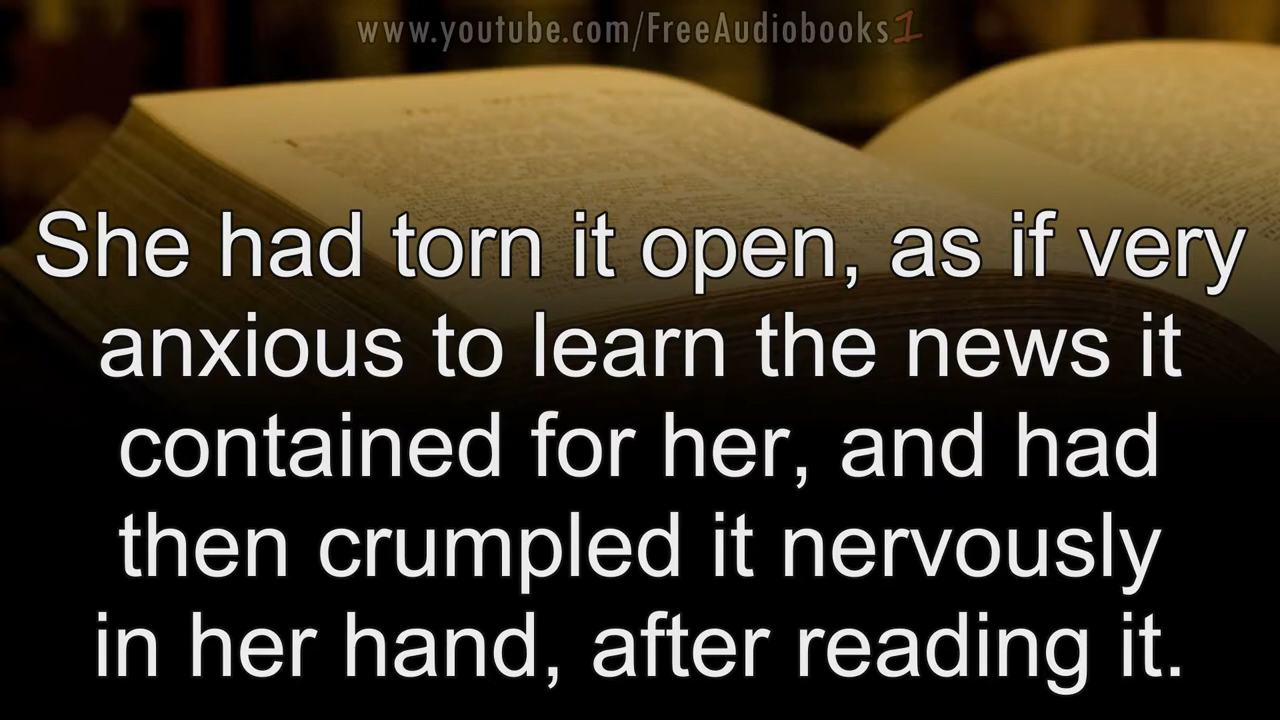 www.youtube.com/FreeAudiobooks1
She had torn it open, as if very
anxious to learn the news it
contained for her, and had
then crumpled it nervously
in her hand, after reading it.